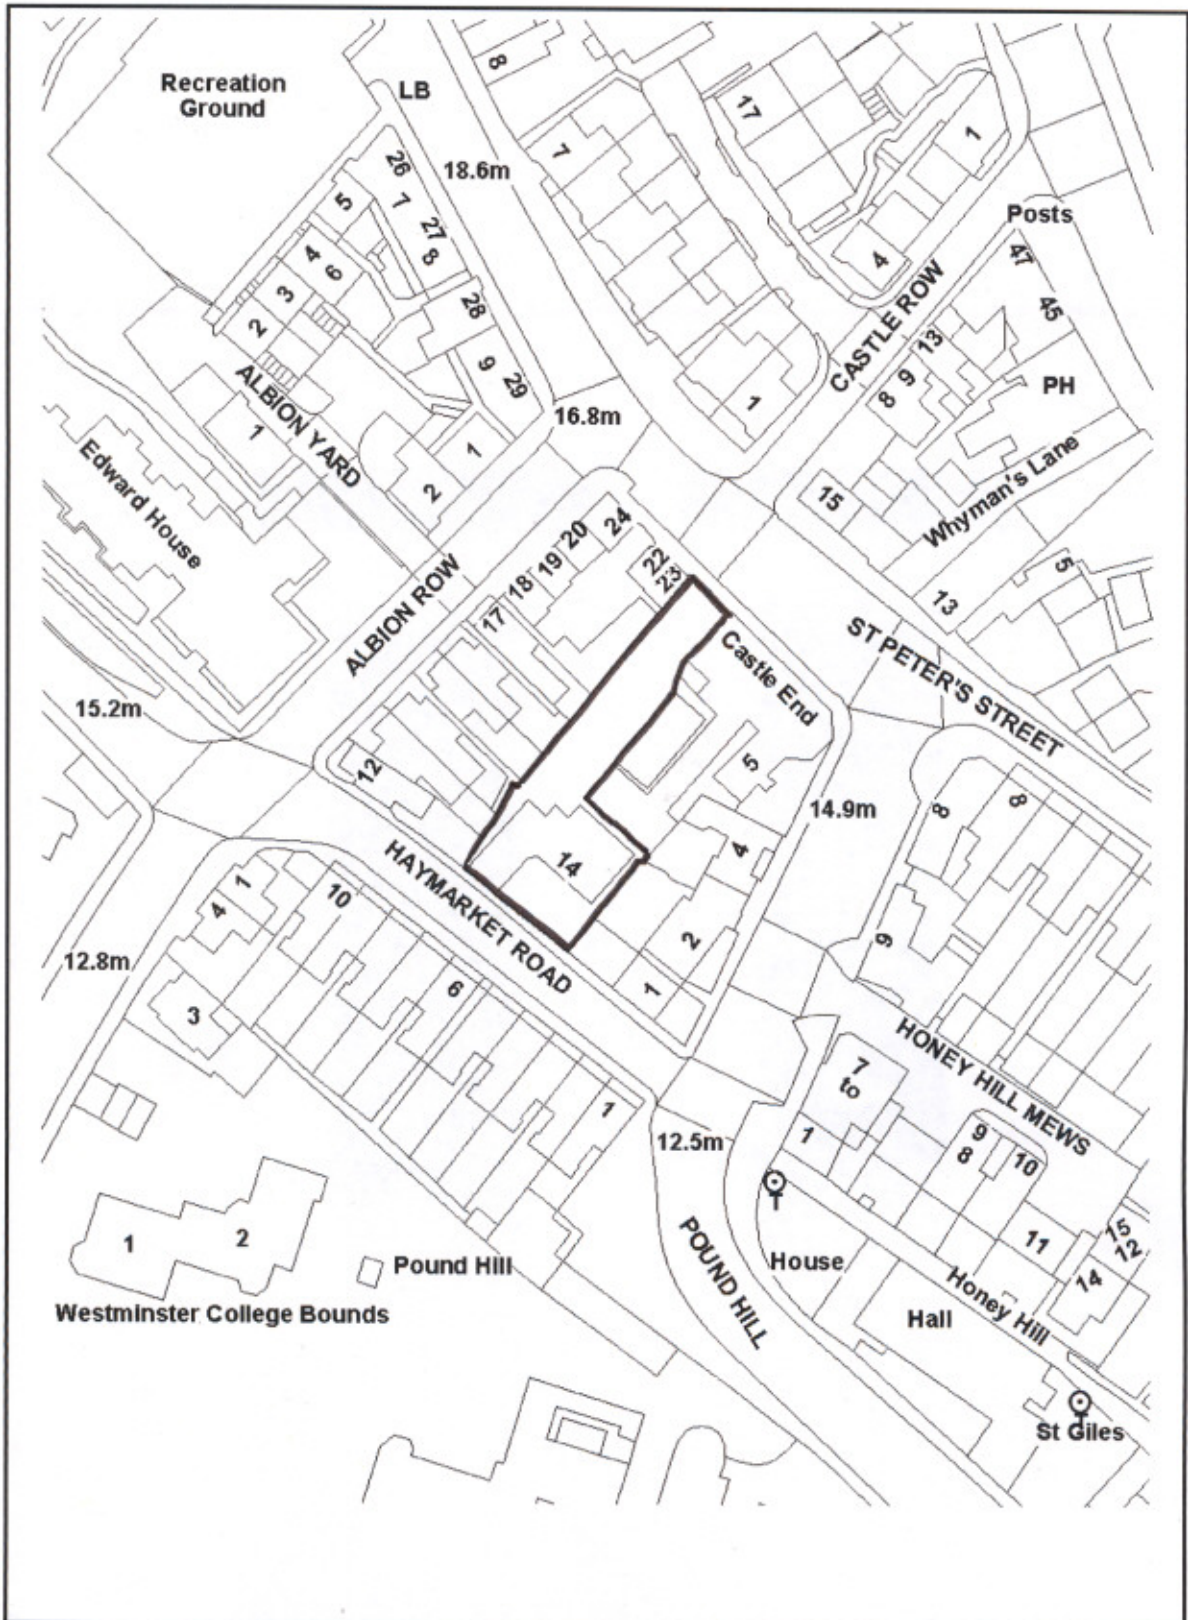 Recreation
Ground
LB
8
17
1
7
26
18.6m
7
5
27
8
4
6
Posts
47
3
4
28
45
2
CASTLE ROW
13
9
8
9
29
PH
ALBION YARD
1
16.8m
1
1
2
Edward House
15
Whyman's Lane
24
20
19
18
17
22
23
5
13
ALBION ROW
ST PETER'S STREET
Castle End
15.2m
12
5
8
8
14.9m
4
14
HAYMARKET ROAD
1
4
10
2
9
12.8m
6
1
3
HONEY HILL MEWS
7
to
1
1
9
8
10
12.5m
1
2
Pound Hill
Westminster College Bounds
POUND HILL
House
11
15
12
14
Honey Hill
Hall
St Giles